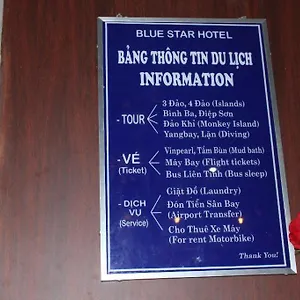 BLUE STAR HOTEL
BẢNG THÔNG TIN DU LỊCH
INFORMATION
- TOUR
3 Đảo, 4 Đảo (Islands)
Bình Ba, Điệp Sơn
Đảo Khỉ (Monkey Island)
Yangbay, Lặn (Diving)
- VÉ
(Ticket)
Vinpearl, Tắm Bùn (Mud bath)
Máy Bay (Flight tickets)
Bus Liên Tỉnh (Bus sleep)
- DỊCH
VỤ
(Service)
Giặt Đồ (Laundry)
Đón Tiển Sân Bay
(Airport Transfer)
Cho Thuê Xe Máy
(For rent Motorbike)
Thank You!